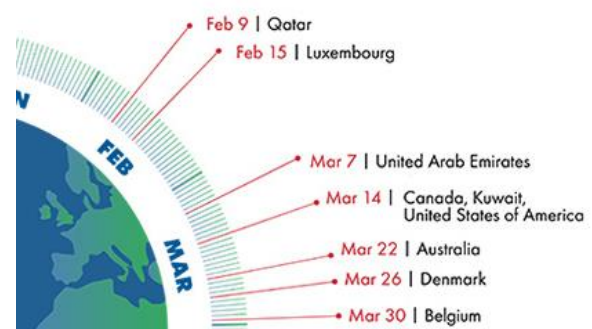 Feb 9 | Qatar
Feb 15 | Luxembourg
N
FEB
Mar 7 | United Arab Emirates
Mar 14 | Canada, Kuwait,
United States of America
MAR
Mar 22 | Australia
Mar 26 | Denmark
Mar 30 | Belgium